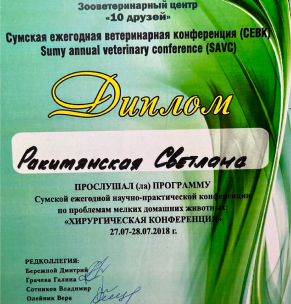 Зооветеринарный центр
«10 друзей»
Сумская ежегодная ветеринарная конференция (СЕВК)
Sumy annual veterinary conference (SAVC)
Диплом
Ракитянская Светлана
ПРОСЛУШАЛ (ла) ПРОГРАММУ
Сумской ежегодной научно-практической конференции
по проблемам мелких домашних животных:
«ХИРУРГИЧЕСКАЯ КОНФЕРЕНЦИЯ»
27.07-28.07.2018 г.
РЕДКОЛЛЕГИЯ:
Бережной Дмитрий
Грачева Галина
Сотников Владимир
Олейник Вера